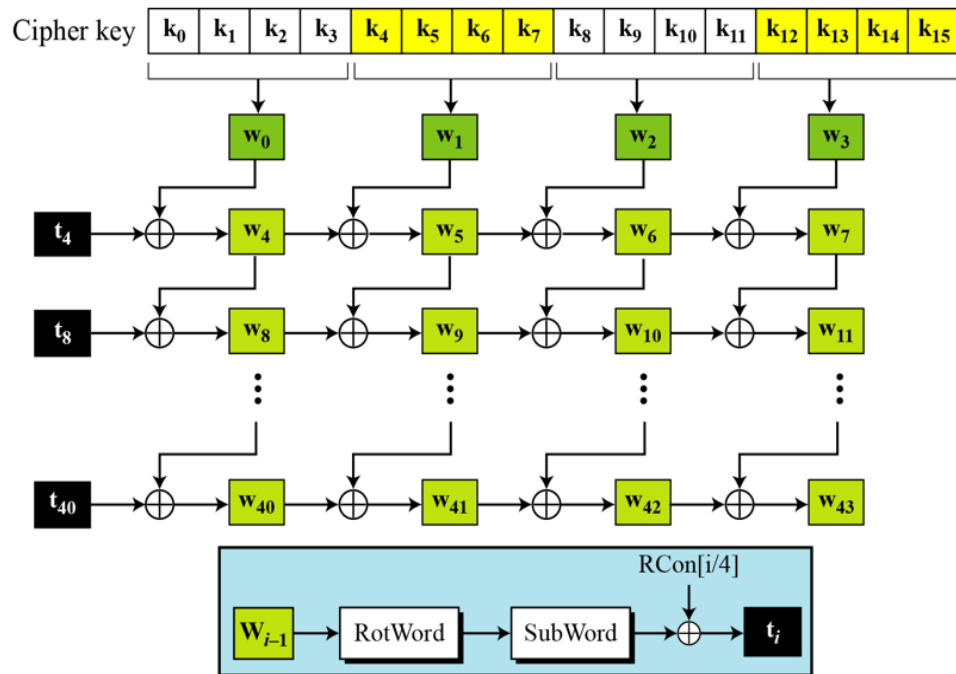 Cipher key k₀ k₁ k₂ k₃ k₄ k₅ k₆ k₇ k₈ k₉ k₁₀ k₁₁ k₁₂ k₁₃ k₁₄ k₁₅
w₀ w₁ w₂ w₃
t₄ w₄ w₅ w₆ w₇
t₈ w₈ w₉ w₁₀ w₁₁
t₄₀ w₄₀ w₄₁ w₄₂ w₄₃
RCon[i/4]
Wᵢ₋₁ RotWord SubWord tᵢ